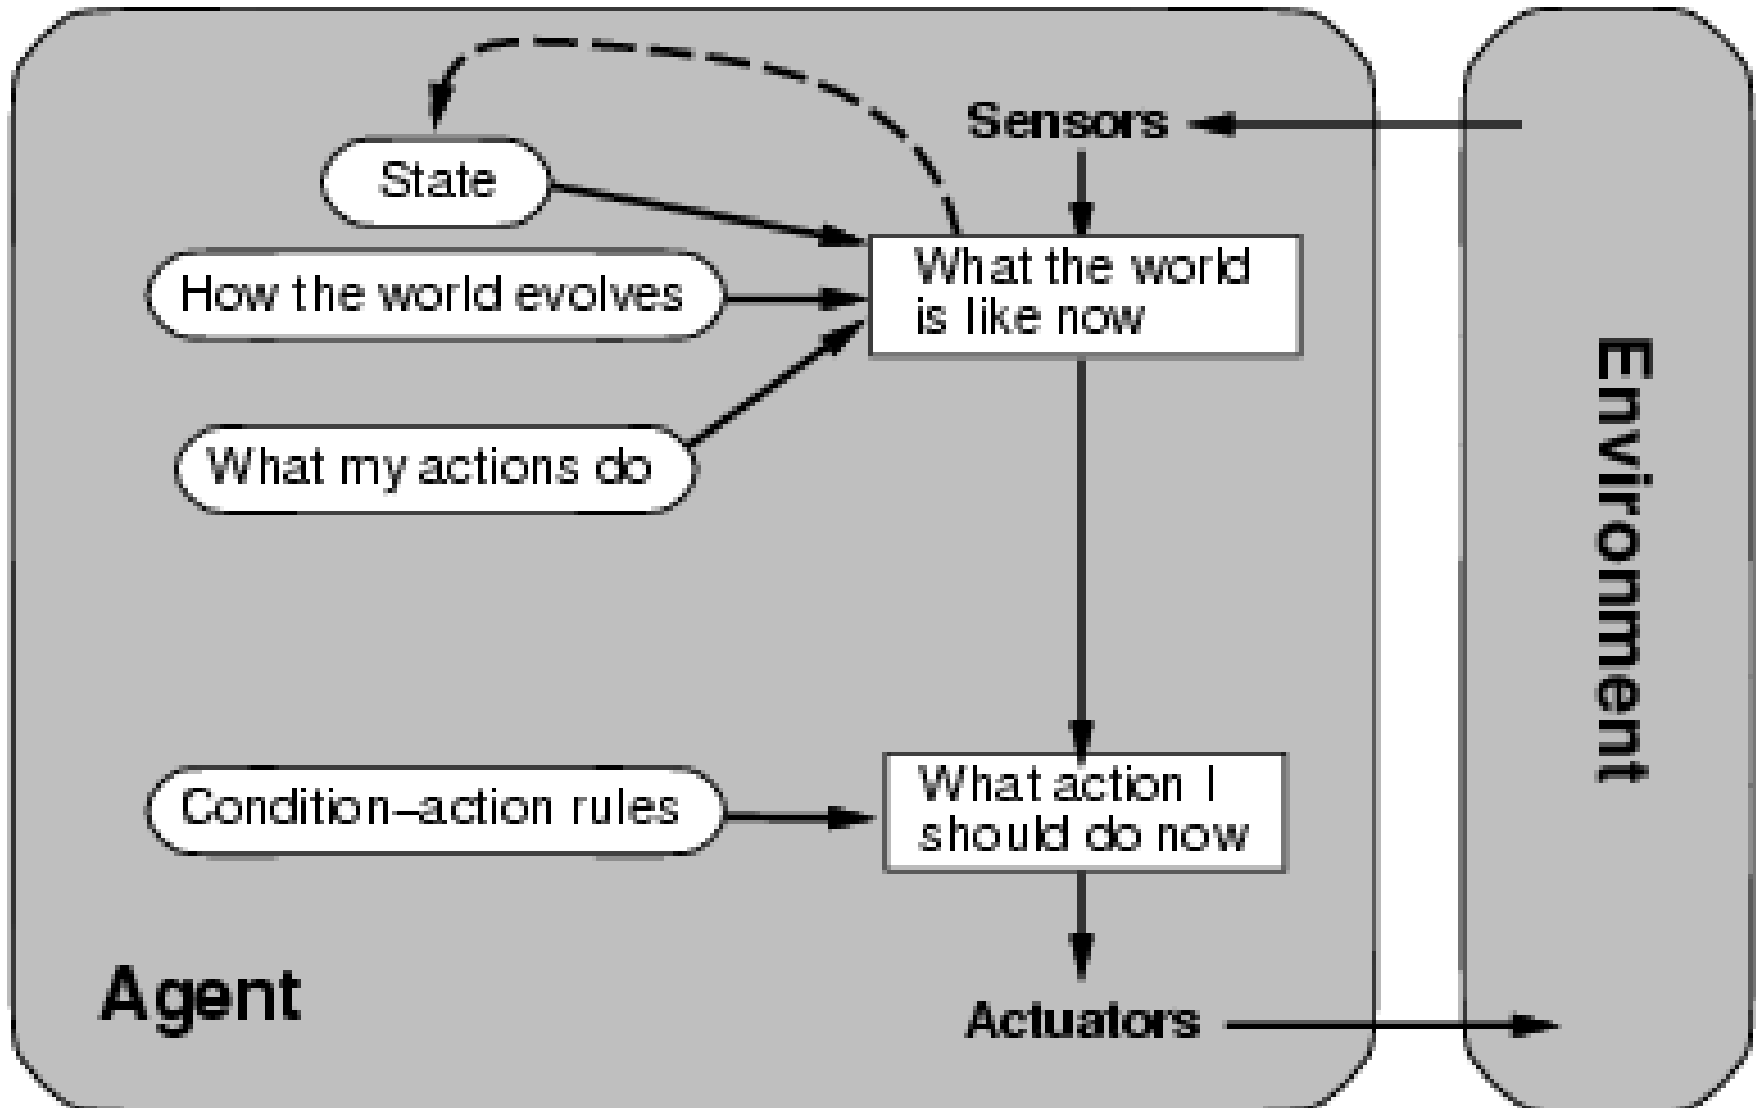 Sensors
State
What the world
is like now
How the world evolves
What my actions do
Environment
Condition–action rules
What action I
should do now
Agent
Actuators